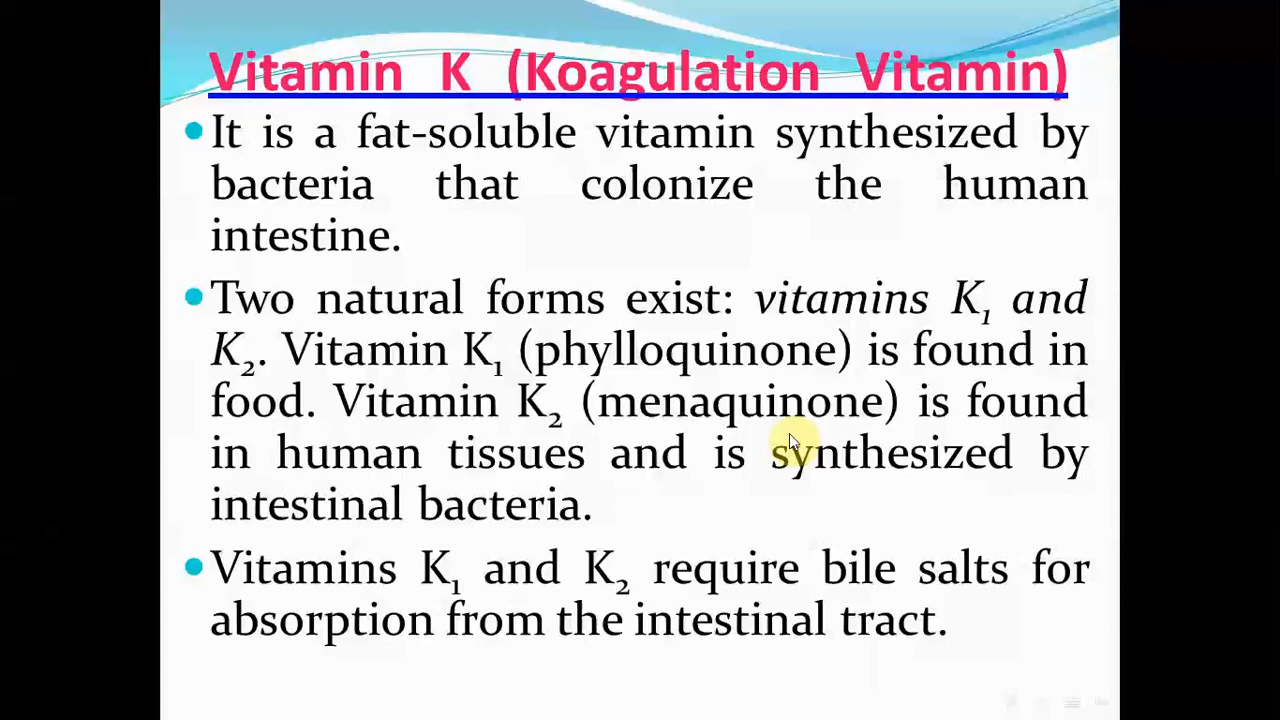 Vitamin K (Koagulation Vitamin)
•It is a fat-soluble vitamin synthesized by
bacteria that colonize the human
intestine.
•Two natural forms exist: vitamins K₁ and
K₂. Vitamin K₁ (phylloquinone) is found in
food. Vitamin K₂ (menaquinone) is found
in human tissues and is synthesized by
intestinal bacteria.
•Vitamins K₁ and K₂ require bile salts for
absorption from the intestinal tract.